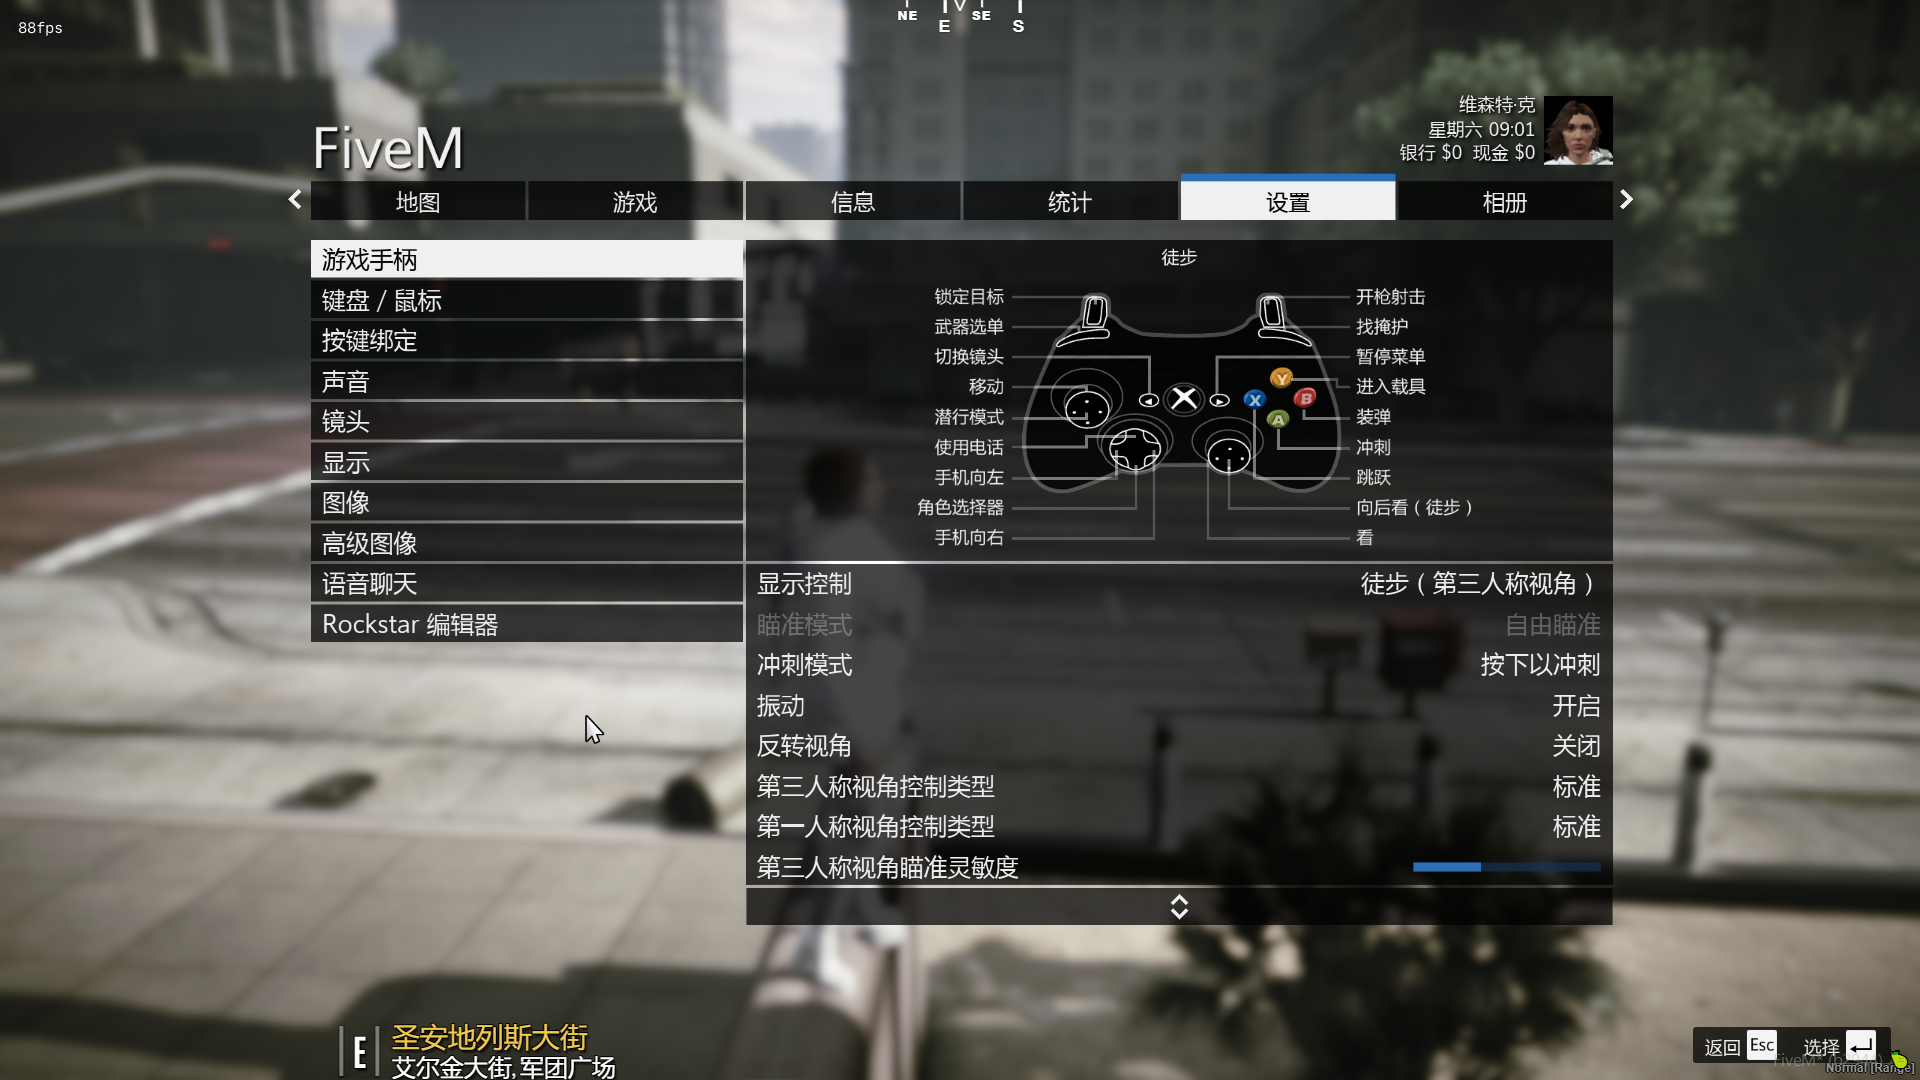 88fps
NE E SE S
维森特·克
星期六 09:01
银行 $0 现金 $0
FiveM
地图 游戏 信息 统计 设置 相册
游戏手柄
键盘 / 鼠标
按键绑定
声音
镜头
显示
图像
高级图像
语音聊天
Rockstar 编辑器
徒步
锁定目标 开枪射击
武器选单 找掩护
切换镜头 暂停菜单
移动 进入载具
潜行模式 装弹
使用电话 冲刺
手机向左 跳跃
角色选择器 向后看（徒步）
手机向右 看
Y
X B
A
显示控制 徒步（第三人称视角）
瞄准模式 自由瞄准
冲刺模式 按下以冲刺
振动 开启
反转视角 关闭
第三人称视角控制类型 标准
第一人称视角控制类型 标准
第三人称视角瞄准灵敏度
E
圣安地列斯大街
艾尔金大街,军团广场
返回 Esc 选择
FiveM
Normal